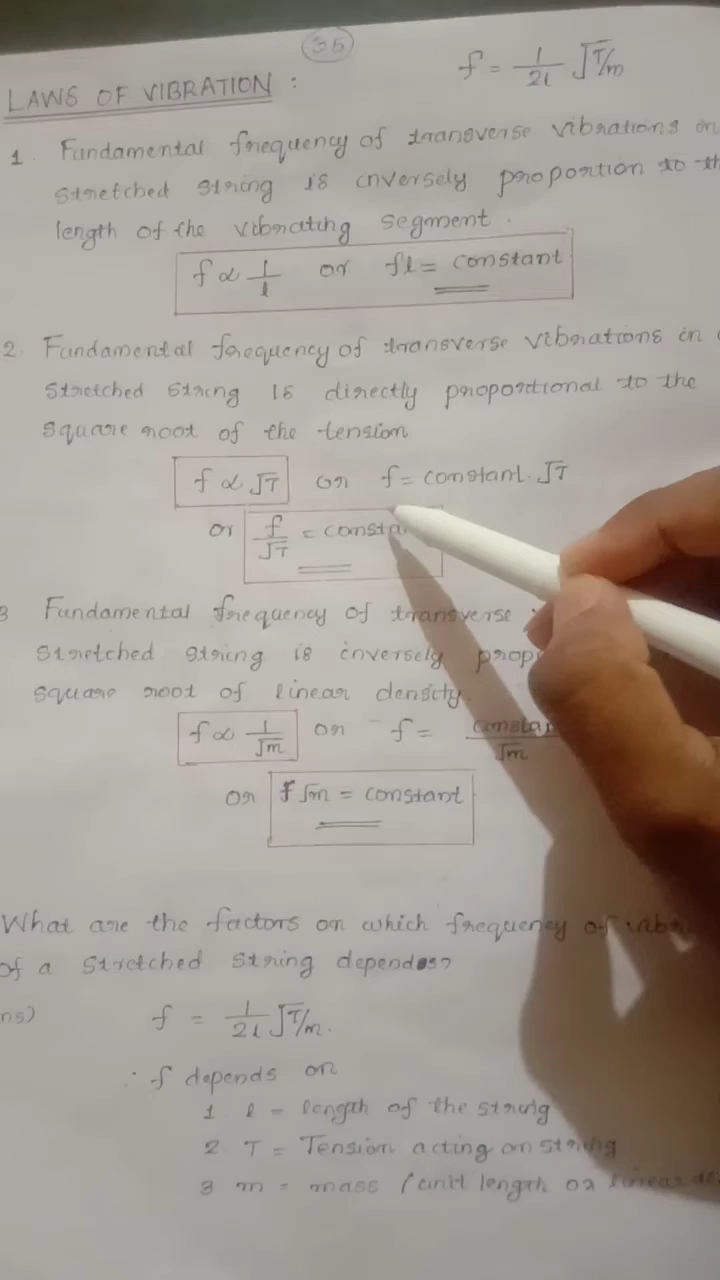 35
f = 1/2l √T/m
LAWS OF VIBRATION :
1. Fundamental frequency of transverse vibrations on
stretched string is inversely proportion to the
length of the vibrating segment.
f ∝ 1/l or fl = constant
2. Fundamental frequency of transverse vibrations in
stretched string is directly proportional to the
square root of the tension
f ∝ √T or f = constant. √T
or f/√T = consta
3 Fundamental frequency of transverse
stretched string is inversely prop
square root of linear density.
f ∝ 1/√m or f = constan/√m
or f√m = constant
What are the factors on which frequency of vib
of a stretched string depends?
ns) f = 1/2l √T/m.
∴ f depends on
1 l = length of the string
2 T = Tension acting on string
3 m = mass / unit length or linear de